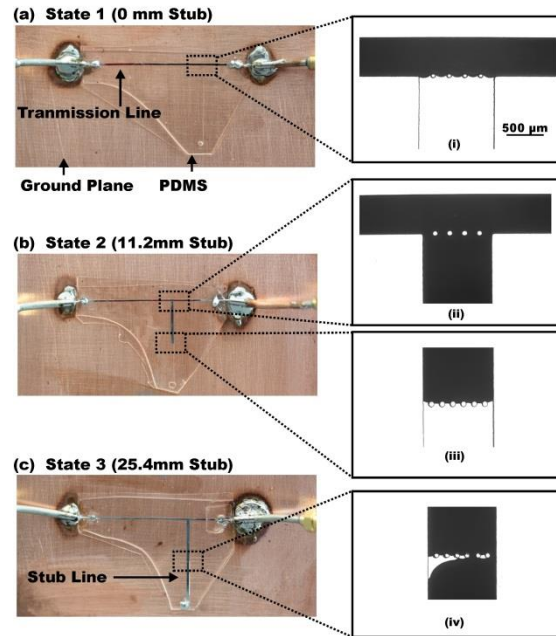 (a) State 1 (0 mm Stub)
Tranmission Line
Ground Plane
PDMS
(i)
500 µm
(b) State 2 (11.2mm Stub)
(ii)
(iii)
(c) State 3 (25.4mm Stub)
Stub Line
(iv)